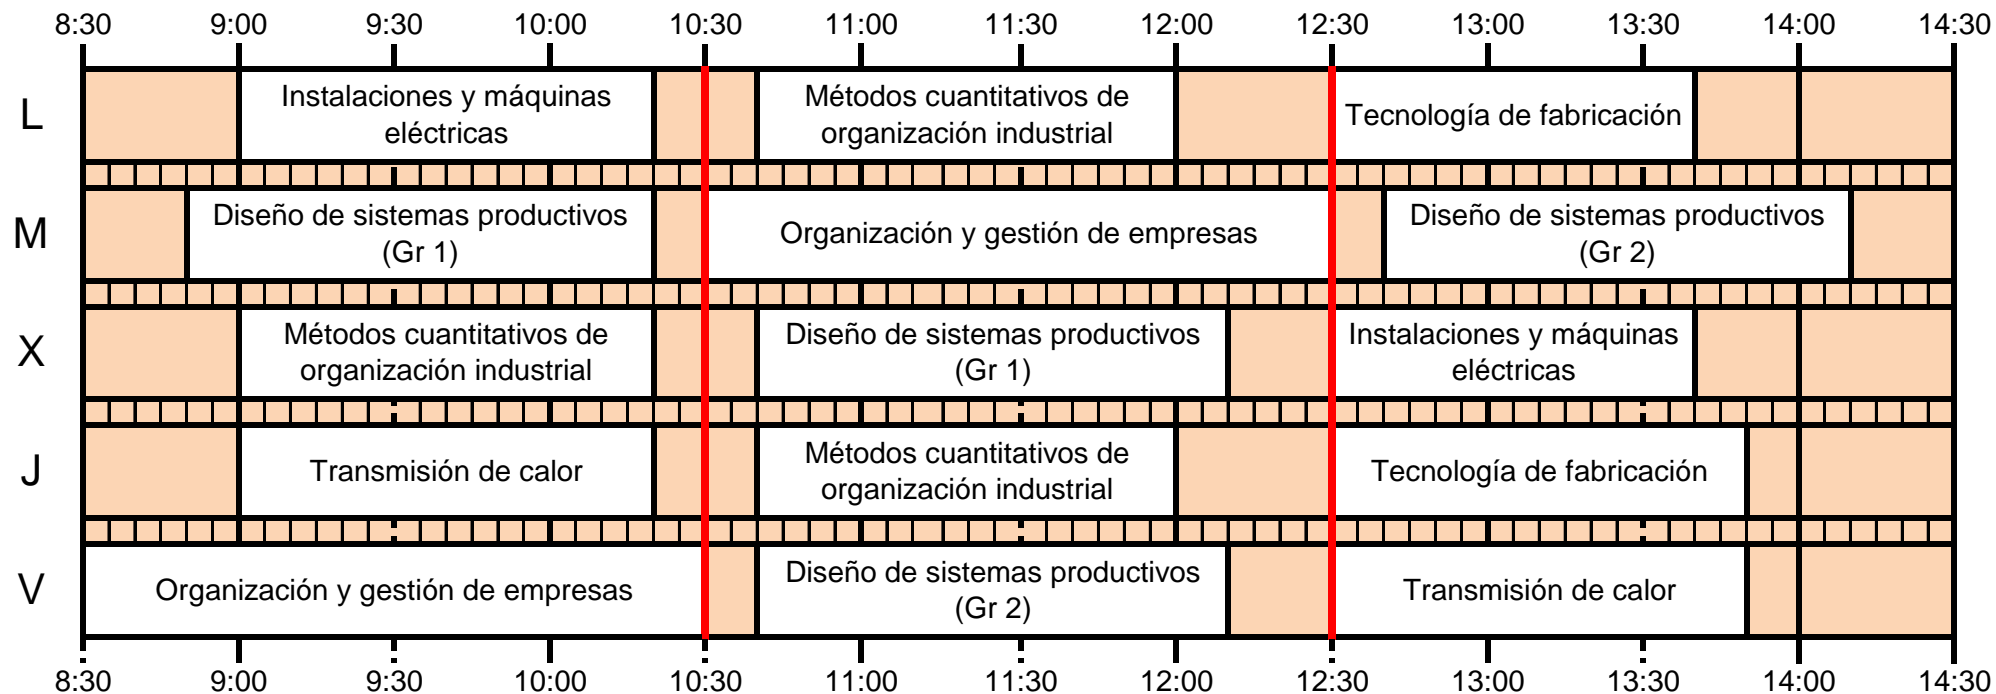 8:30 9:00 9:30 10:00 10:30 11:00 11:30 12:00 12:30 13:00 13:30 14:00 14:30
L
Instalaciones y máquinas
eléctricas
Métodos cuantitativos de
organización industrial
Tecnología de fabricación
M
Diseño de sistemas productivos
(Gr 1)
Organización y gestión de empresas
Diseño de sistemas productivos
(Gr 2)
X
Métodos cuantitativos de
organización industrial
Diseño de sistemas productivos
(Gr 1)
Instalaciones y máquinas
eléctricas
J
Transmisión de calor
Métodos cuantitativos de
organización industrial
Tecnología de fabricación
V
Organización y gestión de empresas
Diseño de sistemas productivos
(Gr 2)
Transmisión de calor
8:30 9:00 9:30 10:00 10:30 11:00 11:30 12:00 12:30 13:00 13:30 14:00 14:30